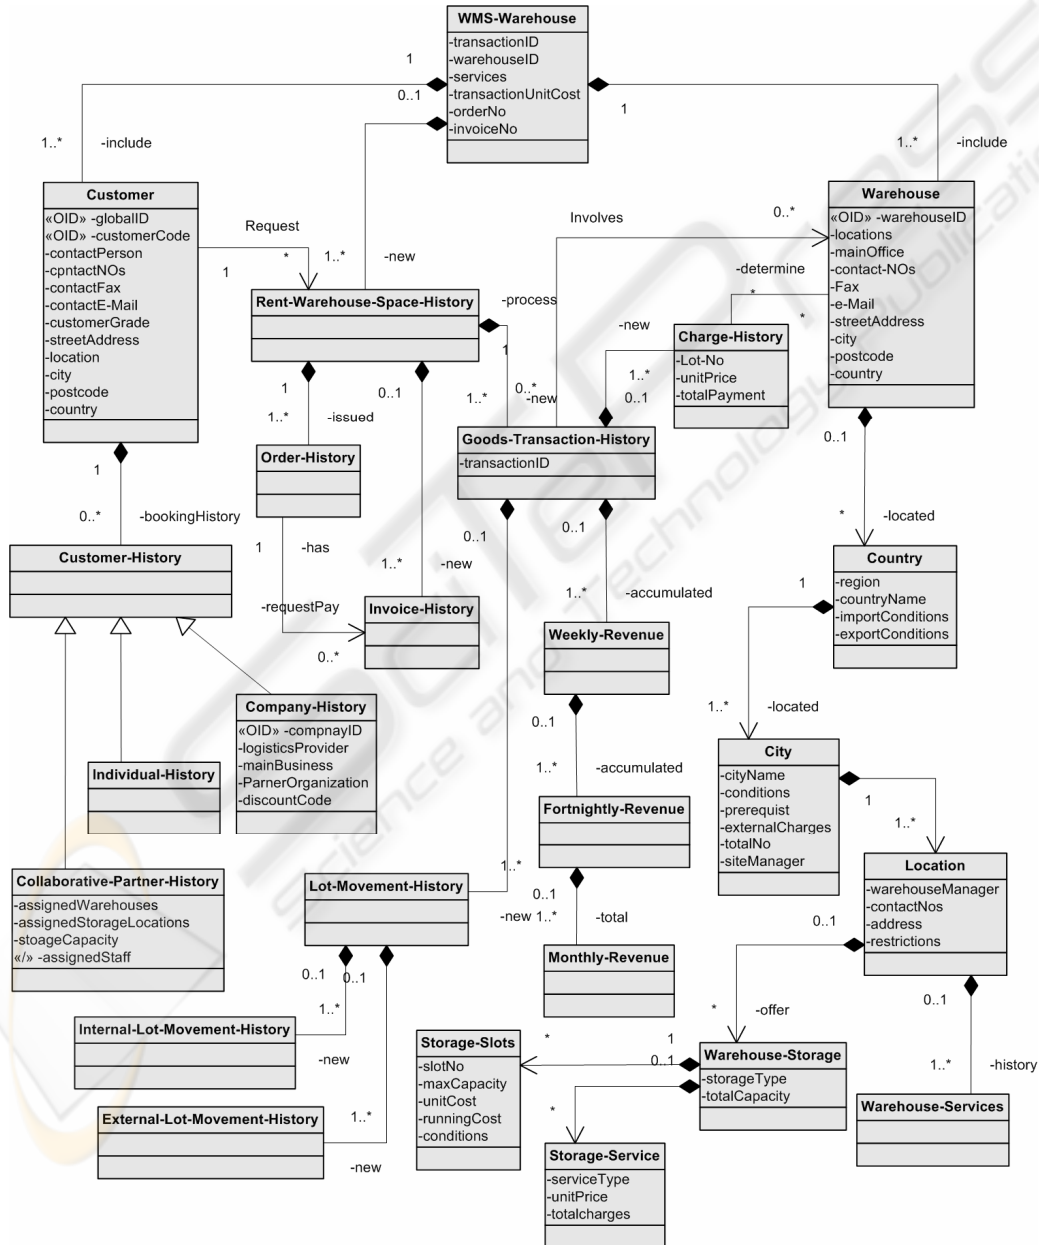 WMS-Warehouse
-transactionID
-warehouseID
-services
-transactionUnitCost
-orderNo
-invoiceNo
1
0..1
1
1..*
-include
1..*
-include
Customer
«OID» -globalID
«OID» -customerCode
-contactPerson
-cpntactNOs
-contactFax
-contactE-Mail
-customerGrade
-streetAddress
-location
-city
-postcode
-country
Request
1
*
1..*
-new
Involves
0..*
Warehouse
«OID» -warehouseID
-locations
-mainOffice
-contact-NOs
-Fax
-e-Mail
-streetAddress
-city
-postcode
-country
-determine
*
*
Rent-Warehouse-Space-History
-process
1
-new
Charge-History
-Lot-No
-unitPrice
-totalPayment
1
0..1
0..*
1..*
-new
1..*
0..1
1..*
-issued
0..1
Goods-Transaction-History
-transactionID
Order-History
1
0..*
-bookingHistory
0..1
0..1
*
-located
Customer-History
1
-has
1..*
-new
1..*
-accumulated
Country
-region
-countryName
-importConditions
-exportConditions
1
-requestPay
0..*
Invoice-History
Weekly-Revenue
Company-History
«OID» -compnayID
-logisticsProvider
-mainBusiness
-ParnerOrganization
-discountCode
0..1
1..*
-located
Individual-History
1..*
-accumulated
City
-cityName
-conditions
-prerequist
-externalCharges
-totalNo
-siteManager
1
1..*
Fortnightly-Revenue
Collaborative-Partner-History
-assignedWarehouses
-assignedStorageLocations
-stoageCapacity
«/» -assignedStaff
Lot-Movement-History
1..*
-new
0..1
1..*
-total
Location
-warehouseManager
-contactNos
-address
-restrictions
0..1
Monthly-Revenue
0..1
0..1
1..*
0..1
*
-offer
Internal-Lot-Movement-History
-new
Storage-Slots
-slotNo
-maxCapacity
-unitCost
-runningCost
-conditions
*
1
0..1
Warehouse-Storage
-storageType
-totalCapacity
1..*
-history
External-Lot-Movement-History
1..*
-new
*
Warehouse-Services
Storage-Service
-serviceType
-unitPrice
-totalcharges
SciTePress
Science and Technology Publications